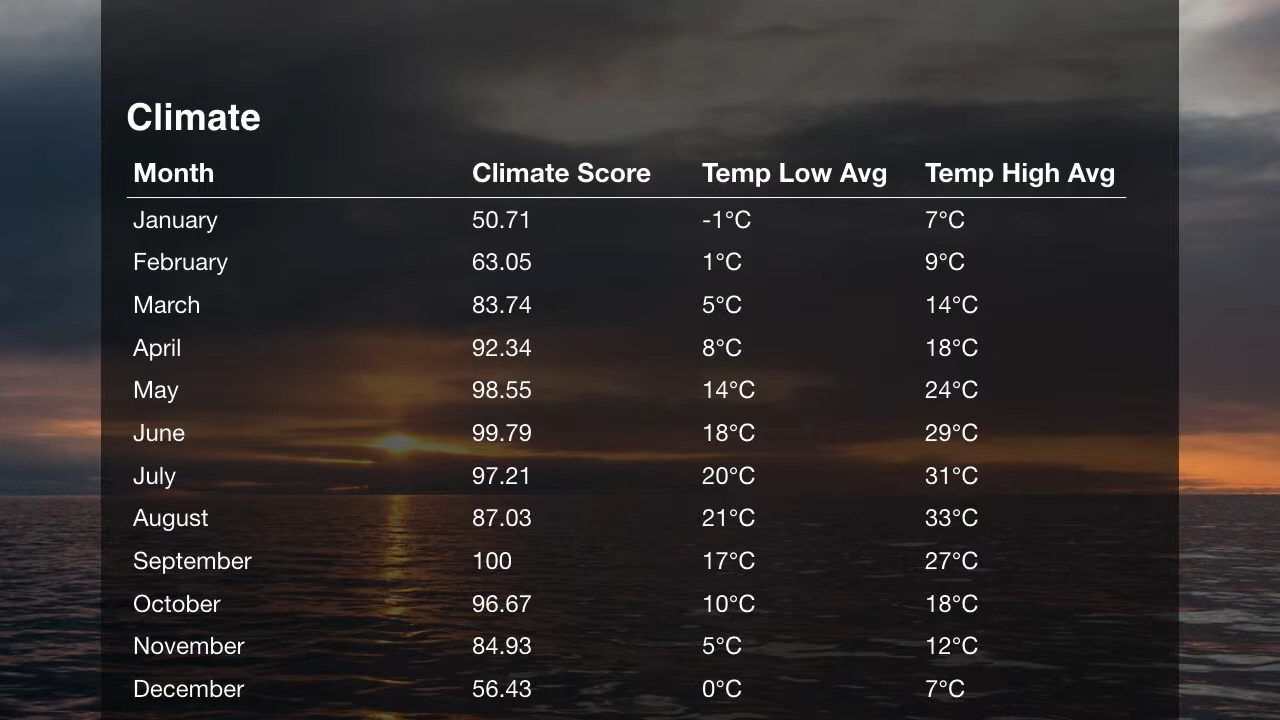 Climate
Month Climate Score Temp Low Avg Temp High Avg
January 50.71 -1°C 7°C
February 63.05 1°C 9°C
March 83.74 5°C 14°C
April 92.34 8°C 18°C
May 98.55 14°C 24°C
June 99.79 18°C 29°C
July 97.21 20°C 31°C
August 87.03 21°C 33°C
September 100 17°C 27°C
October 96.67 10°C 18°C
November 84.93 5°C 12°C
December 56.43 0°C 7°C